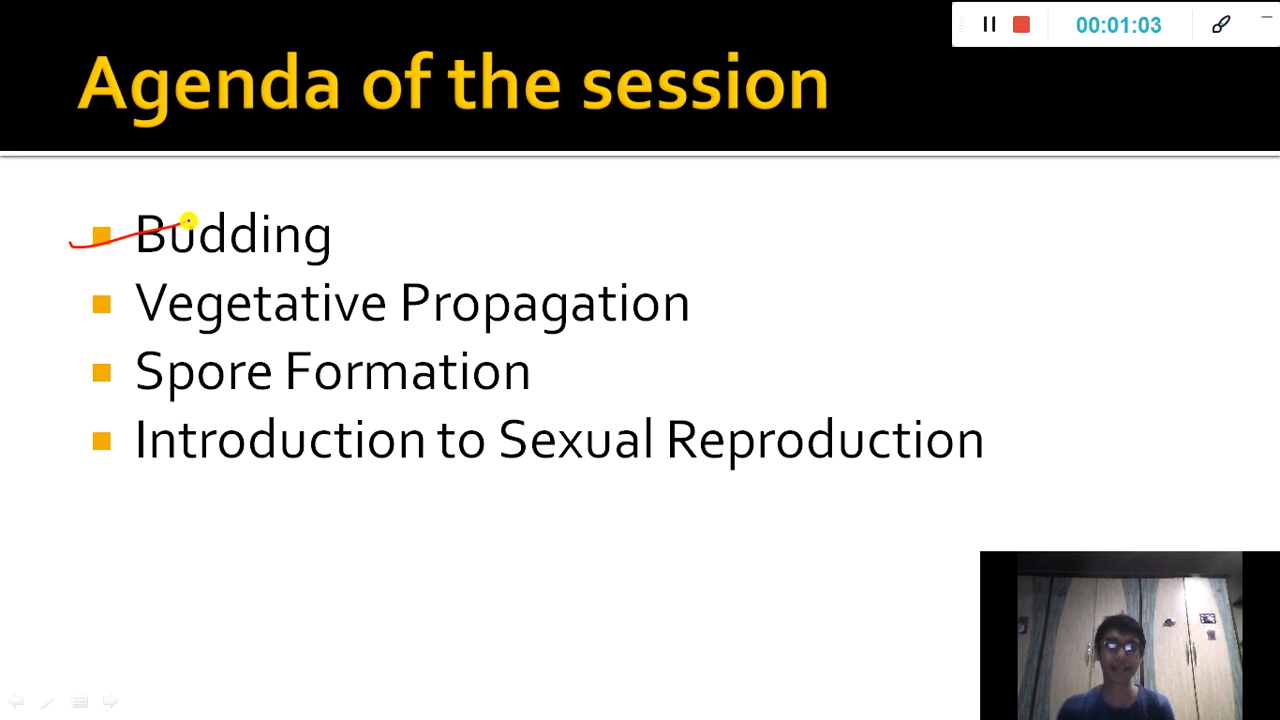 00:01:03
Agenda of the session
Budding
Vegetative Propagation
Spore Formation
Introduction to Sexual Reproduction